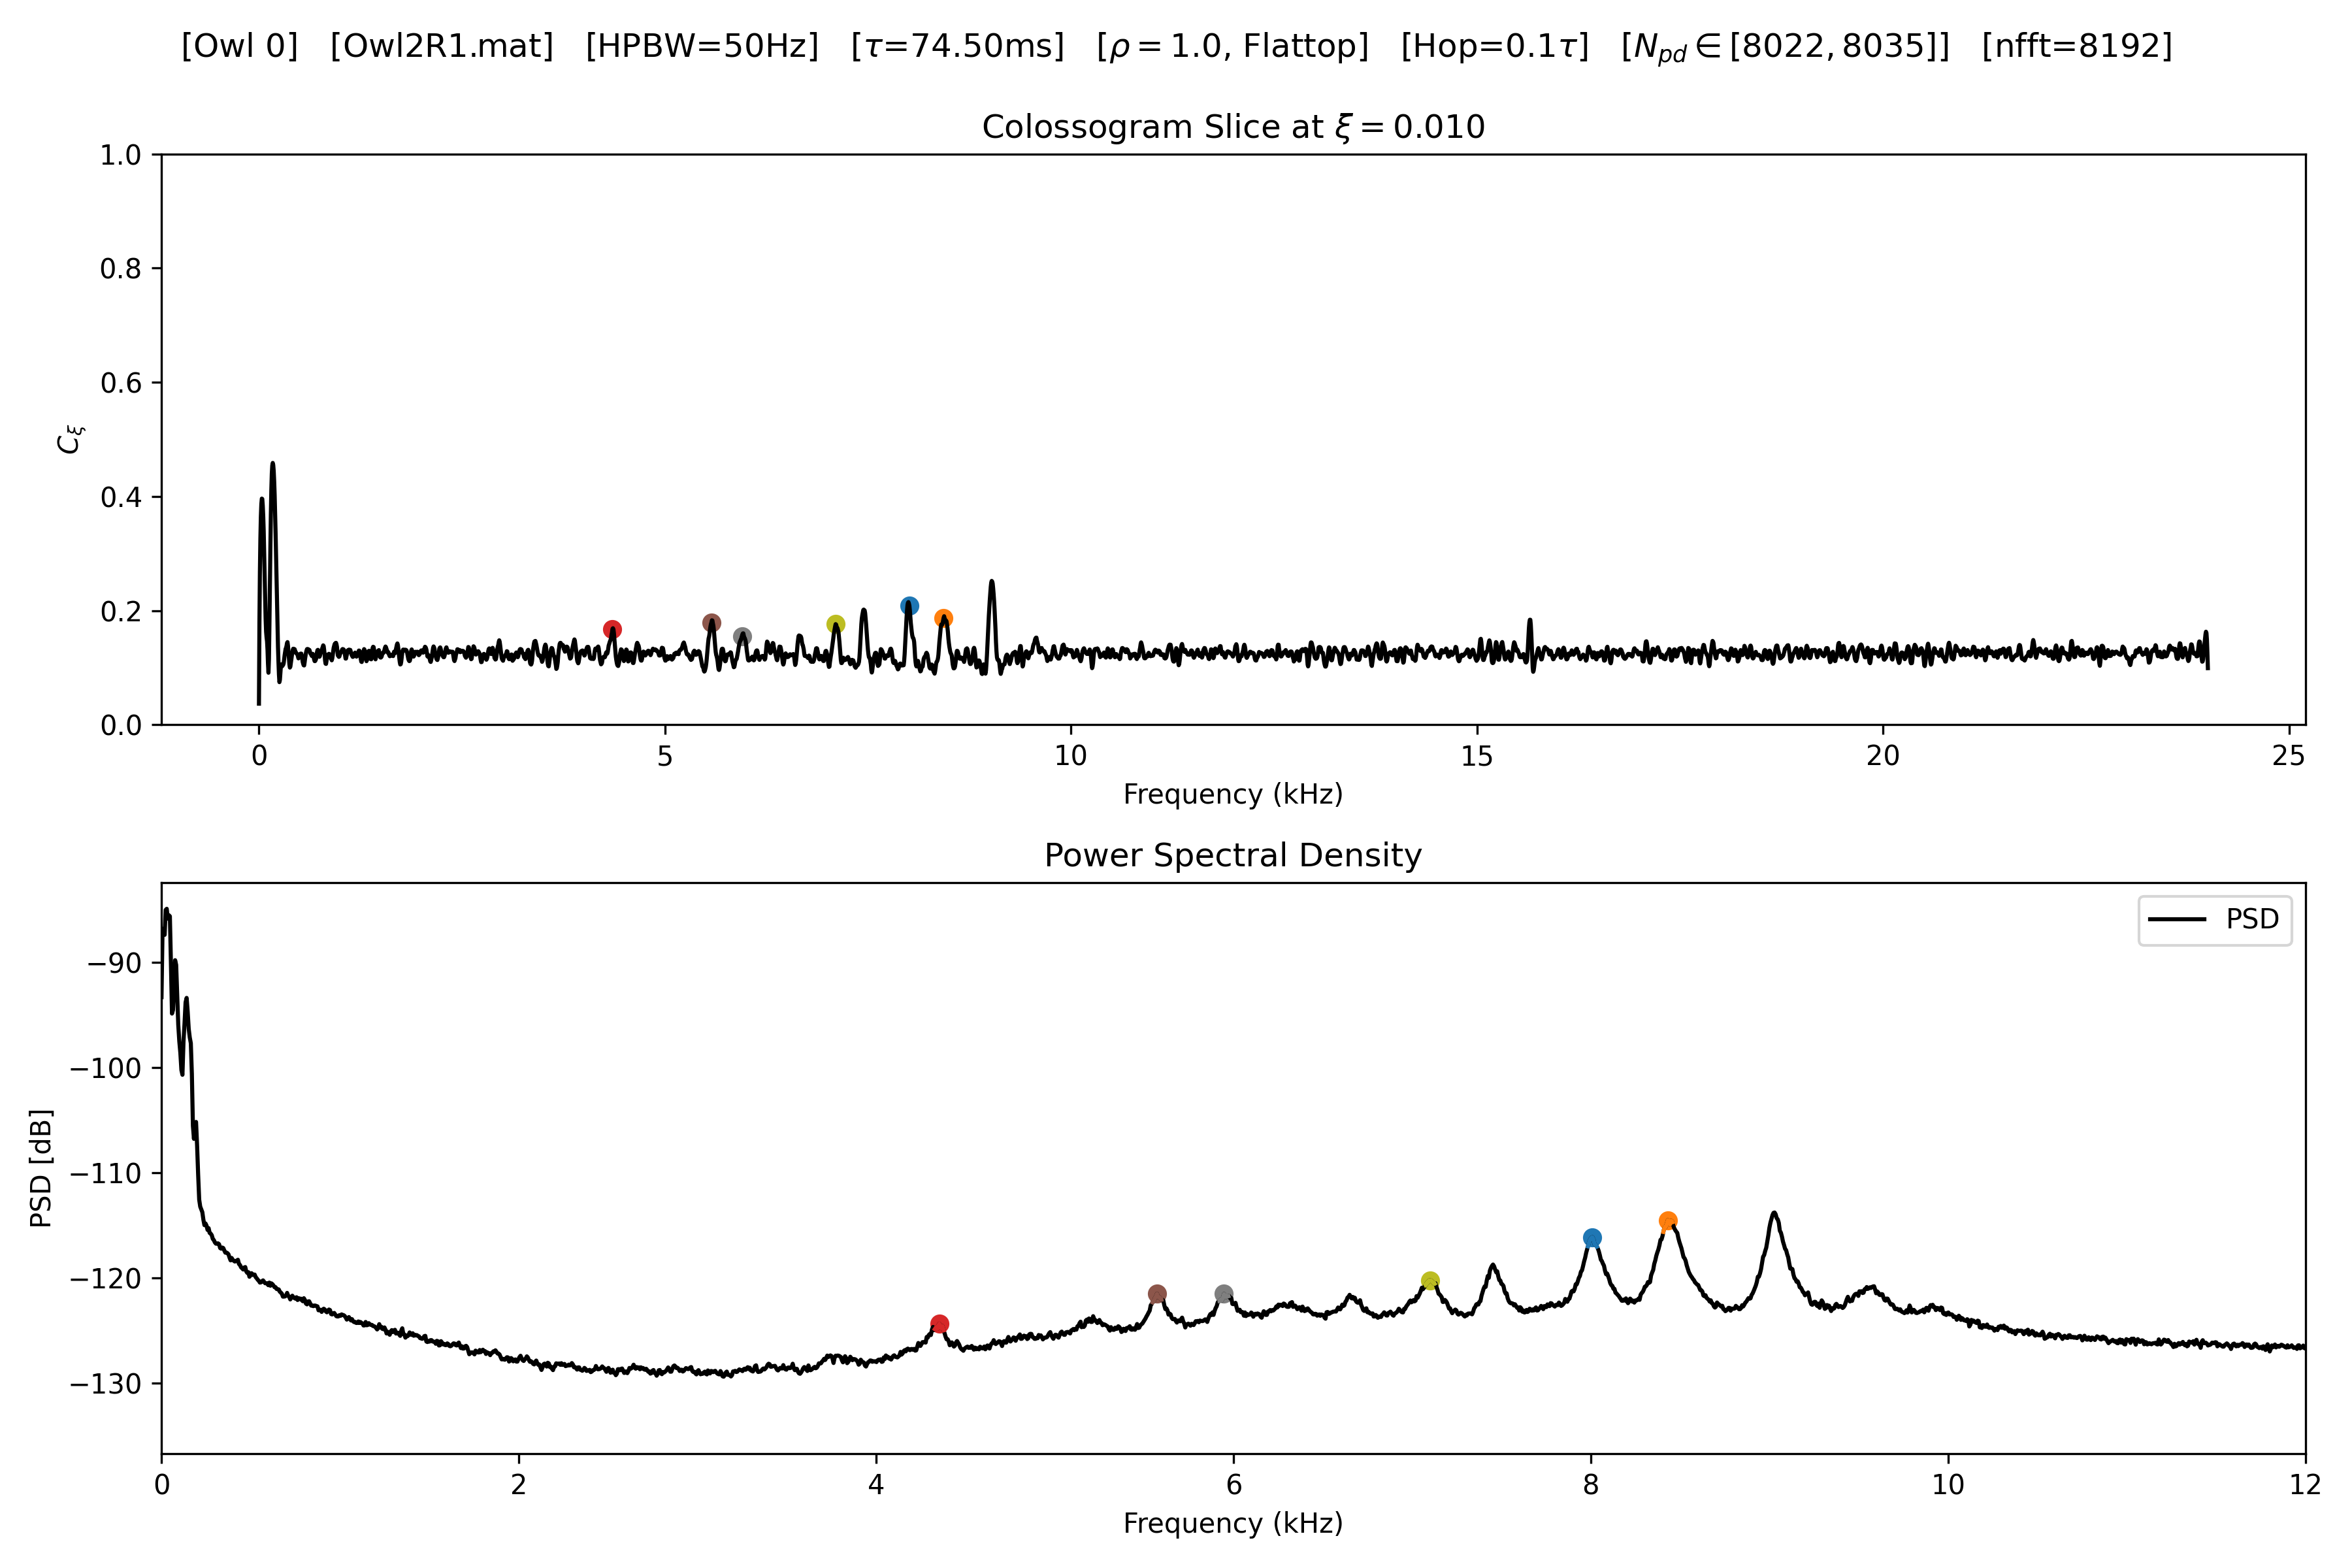 [Owl 0] [Owl2R1.mat] [HPBW=50Hz] [τ=74.50ms] [ρ = 1.0, Flattop] [Hop=0.1τ] [N_pd ∈ [8022, 8035]] [nfft=8192]
Colossogram Slice at ξ = 0.010
1.0
0.8
0.6
0.4
0.2
0.0
C_ξ
0 5 10 15 20 25
Frequency (kHz)
Power Spectral Density
PSD
−90
−100
−110
−120
−130
PSD [dB]
0 2 4 6 8 10 12
Frequency (kHz)